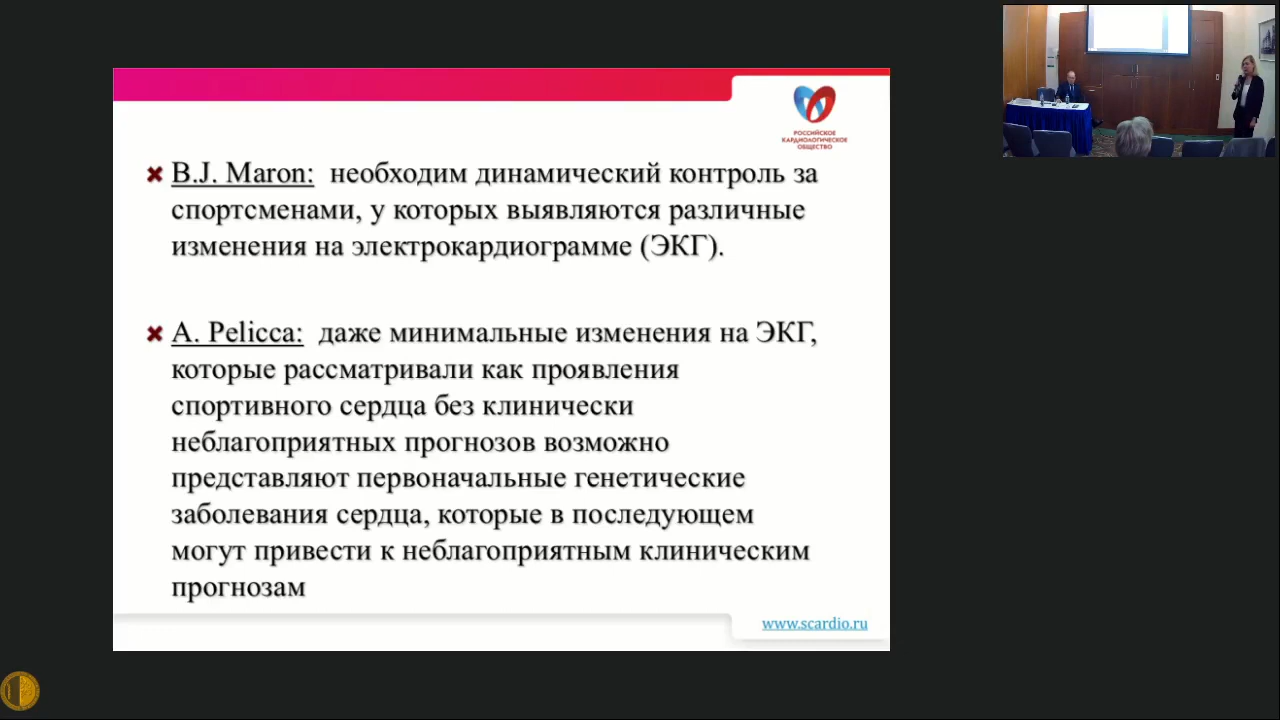 РОССИЙСКОЕ
КАРДИОЛОГИЧЕСКОЕ
ОБЩЕСТВО
B.J. Maron: необходим динамический контроль за
спортсменами, у которых выявляются различные
изменения на электрокардиограмме (ЭКГ).
A. Pelicca: даже минимальные изменения на ЭКГ,
которые рассматривали как проявления
спортивного сердца без клинически
неблагоприятных прогнозов возможно
представляют первоначальные генетические
заболевания сердца, которые в последующем
могут привести к неблагоприятным клиническим
прогнозам
www.scardio.ru